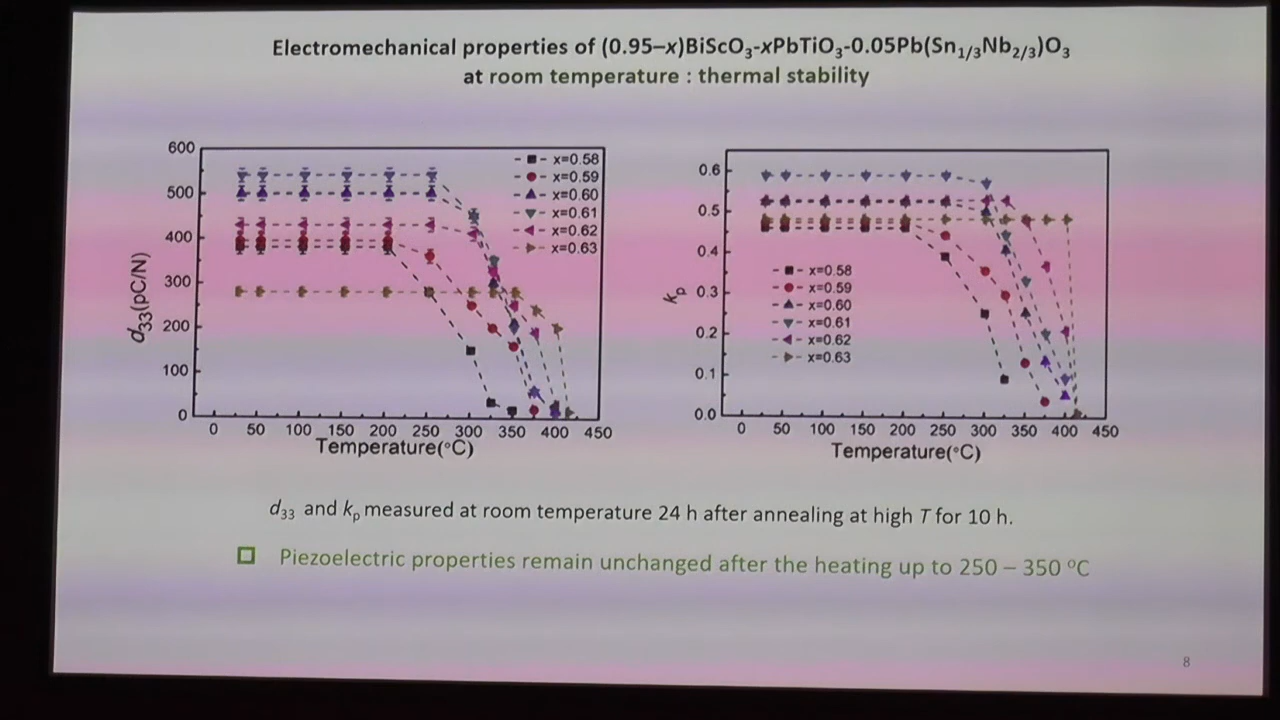 Electromechanical properties of (0.95–x)BiScO₃-xPbTiO₃-0.05Pb(Sn₁/₃Nb₂/₃)O₃
at room temperature : thermal stability
600
500
400
300
200
100
0
d₃₃(pC/N)
x=0.58
x=0.59
x=0.60
x=0.61
x=0.62
x=0.63
0 50 100 150 200 250 300 350 400 450
Temperature(°C)
0.6
0.5
0.4
0.3
0.2
0.1
0.0
kₚ
x=0.58
x=0.59
x=0.60
x=0.61
x=0.62
x=0.63
0 50 100 150 200 250 300 350 400 450
Temperature(°C)
d₃₃ and kₚ measured at room temperature 24 h after annealing at high T for 10 h.
Piezoelectric properties remain unchanged after the heating up to 250 – 350 ºC
8